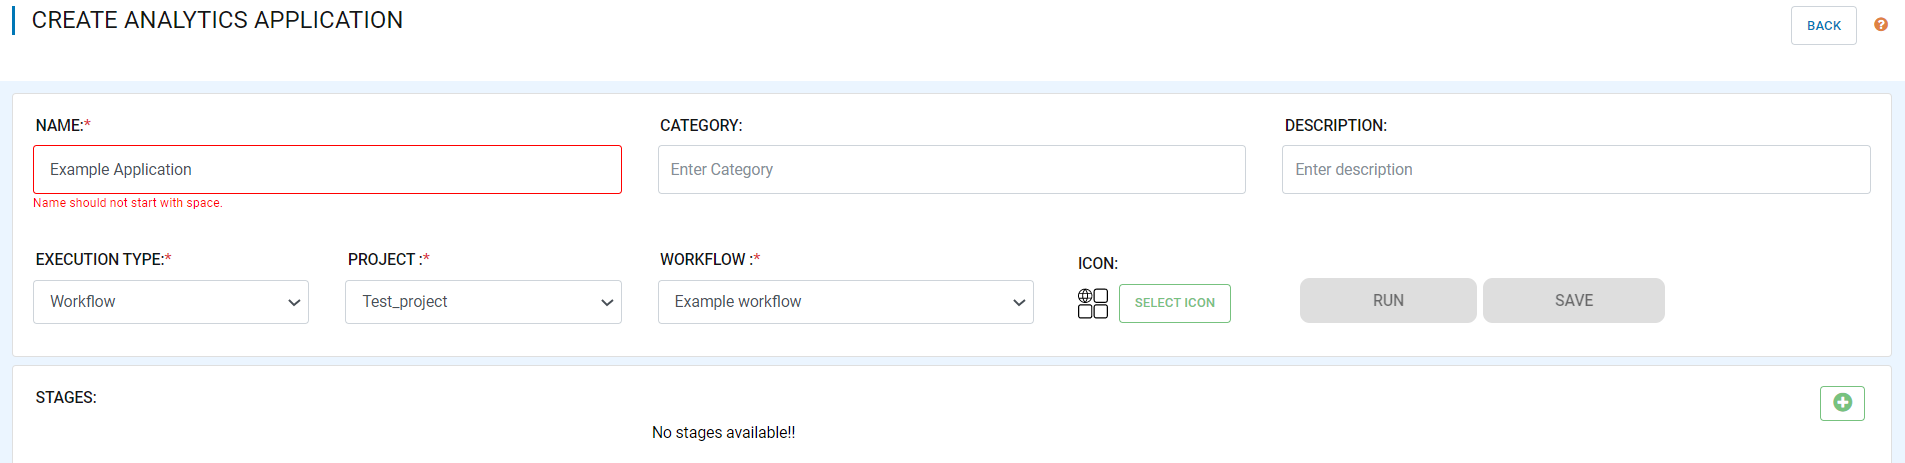 CREATE ANALYTICS APPLICATION
BACK
?
NAME:*
CATEGORY:
DESCRIPTION:
Example Application
Enter Category
Enter description
Name should not start with space.
EXECUTION TYPE:*
PROJECT :*
WORKFLOW :*
ICON:
Workflow
Test_project
Example workflow
SELECT ICON
RUN
SAVE
STAGES:
No stages available!!